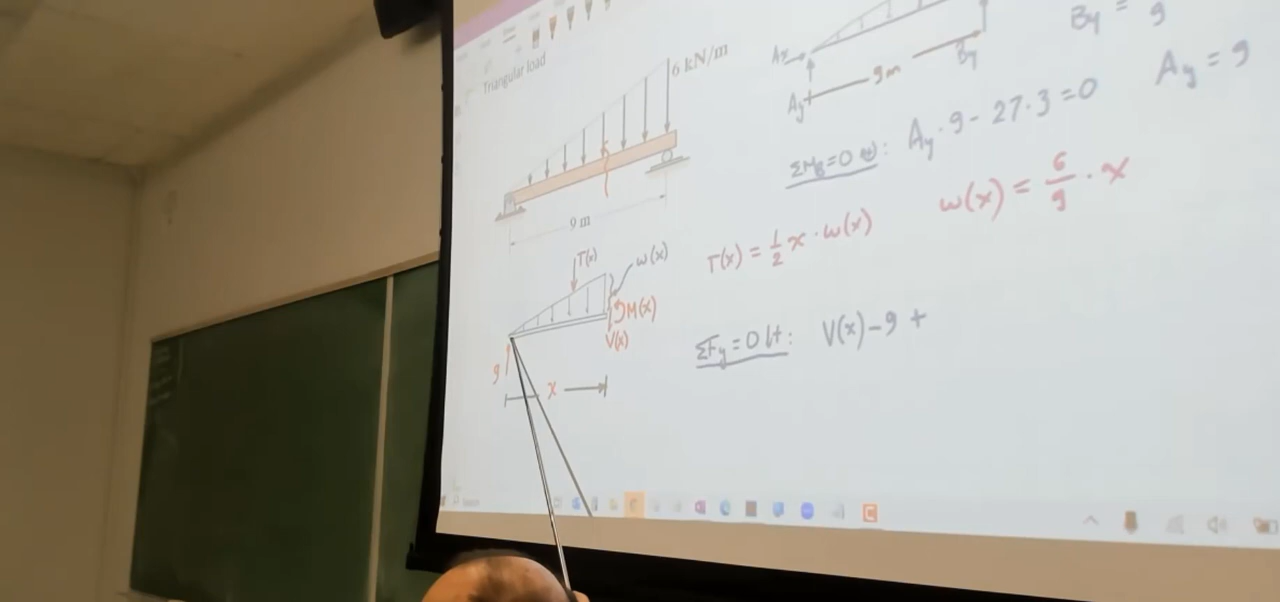 Triangular load
6 kN/m
9 m
T(x)
w(x)
M(x)
V(x)
9
x
Ax
Ay
9m
By
By = 9
Ay = 9
ΣMB=0 : Ay · 9 - 27 · 3 = 0
T(x) = 1/2 x · w(x)
w(x) = 6/9 · x
ΣFy = 0 : V(x) - 9 +